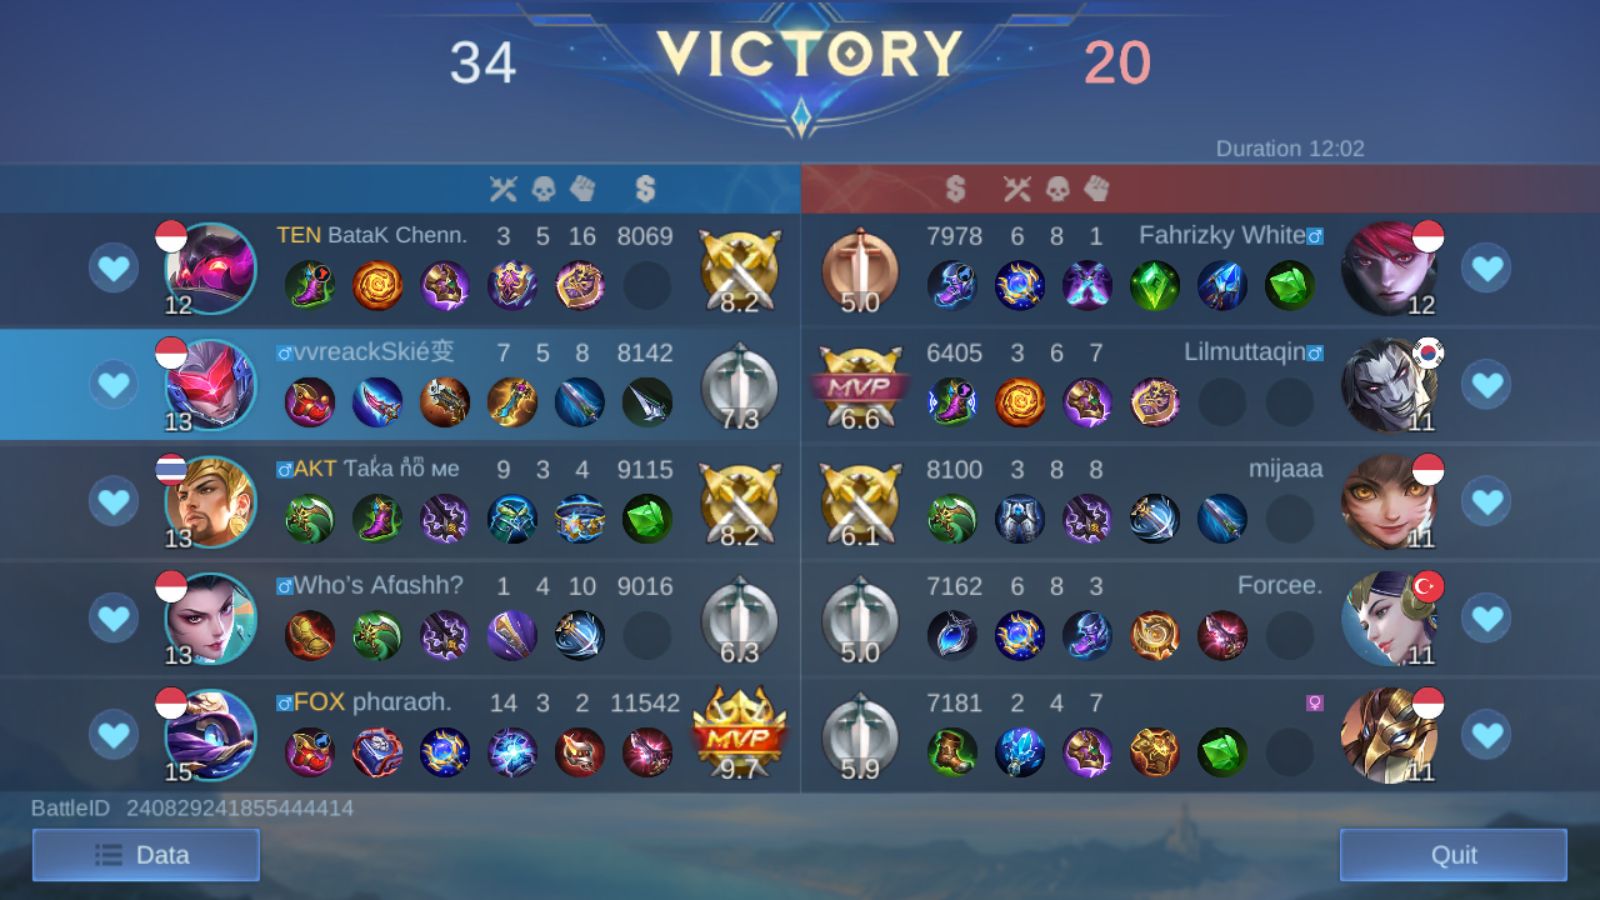 34 VICTORY 20
Duration 12:02
TEN BataK Chenn. 3 5 16 8069
12 8.2
7978 6 8 1 Fahrizky White
5.0 12
vvreackSkié变 7 5 8 8142
13 7.3
6405 3 6 7 Lilmuttaqin
MVP 6.6 11
AKT Taka ñõ me 9 3 4 9115
13 8.2
8100 3 8 8 mijaaa
6.1 11
Who's Afαshh? 1 4 10 9016
13 6.3
7162 6 8 3 Forcee.
5.0 11
FOX phαraσh. 14 3 2 11542
15 MVP 9.7
7181 2 4 7
5.9 11
BattleID 240829241855444414
Data
Quit